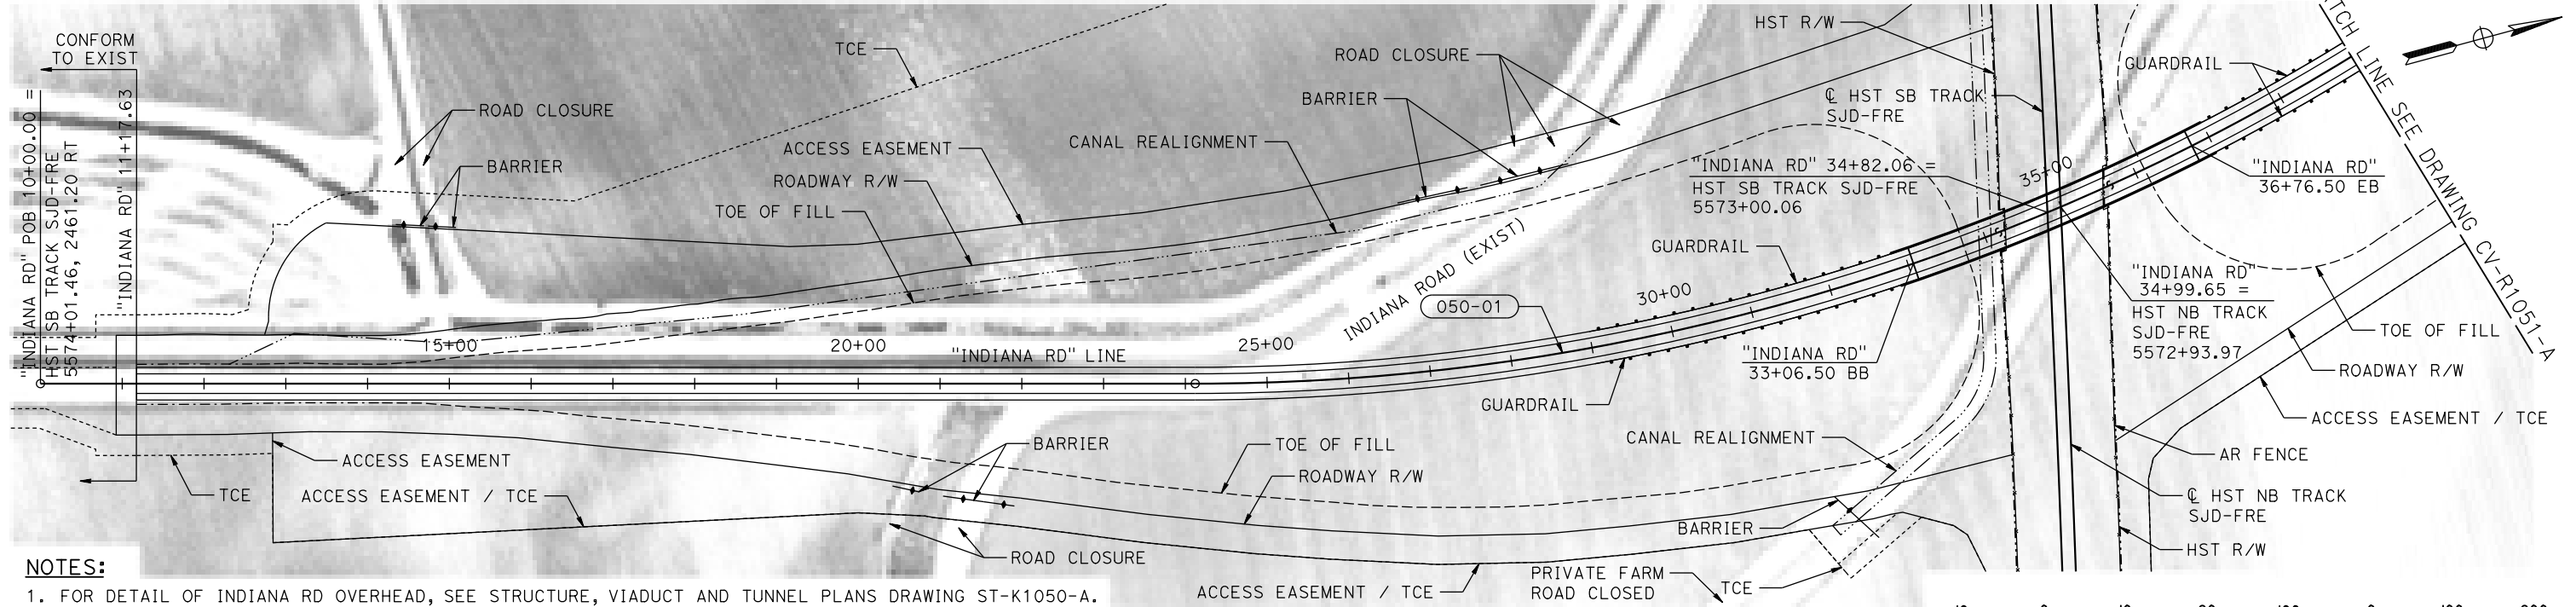 CONFORM
TO EXIST
"INDIANA RD" POB 10+00.00 =
HST SB TRACK SJD-FRE
5574+01.46, 2461.20 RT
"INDIANA RD" 11+17.63
ROAD CLOSURE
BARRIER
TCE
ACCESS EASEMENT
ROADWAY R/W
TOE OF FILL
CANAL REALIGNMENT
ROAD CLOSURE
BARRIER
HST R/W
℄ HST SB TRACK
SJD-FRE
"INDIANA RD" 34+82.06 =
HST SB TRACK SJD-FRE
5573+00.06
GUARDRAIL
35+00
"INDIANA RD"
36+76.50 EB
TCH LINE SEE DRAWING CV-R1051-A
INDIANA ROAD (EXIST)
GUARDRAIL
30+00
050-01
15+00
20+00
25+00
"INDIANA RD" LINE
"INDIANA RD"
33+06.50 BB
GUARDRAIL
"INDIANA RD"
34+99.65 =
HST NB TRACK
SJD-FRE
5572+93.97
TOE OF FILL
ROADWAY R/W
ACCESS EASEMENT / TCE
AR FENCE
℄ HST NB TRACK
SJD-FRE
HST R/W
ACCESS EASEMENT
TCE
ACCESS EASEMENT / TCE
BARRIER
TOE OF FILL
ROADWAY R/W
ROAD CLOSURE
CANAL REALIGNMENT
BARRIER
ACCESS EASEMENT / TCE
PRIVATE FARM
ROAD CLOSED
TCE
NOTES:
1. FOR DETAIL OF INDIANA RD OVERHEAD, SEE STRUCTURE, VIADUCT AND TUNNEL PLANS DRAWING ST-K1050-A.